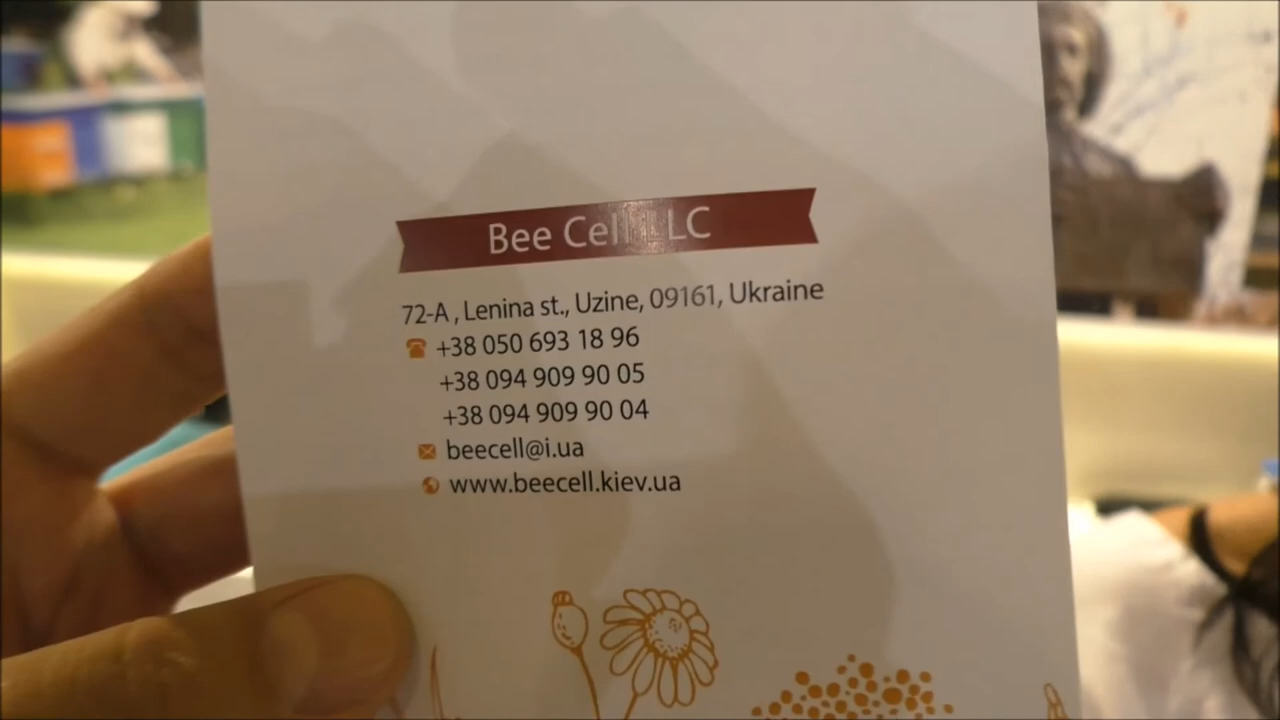 Bee Cell LLC
72-A , Lenina st., Uzine, 09161, Ukraine
+38 050 693 18 96
+38 094 909 90 05
+38 094 909 90 04
beecell@i.ua
www.beecell.kiev.ua